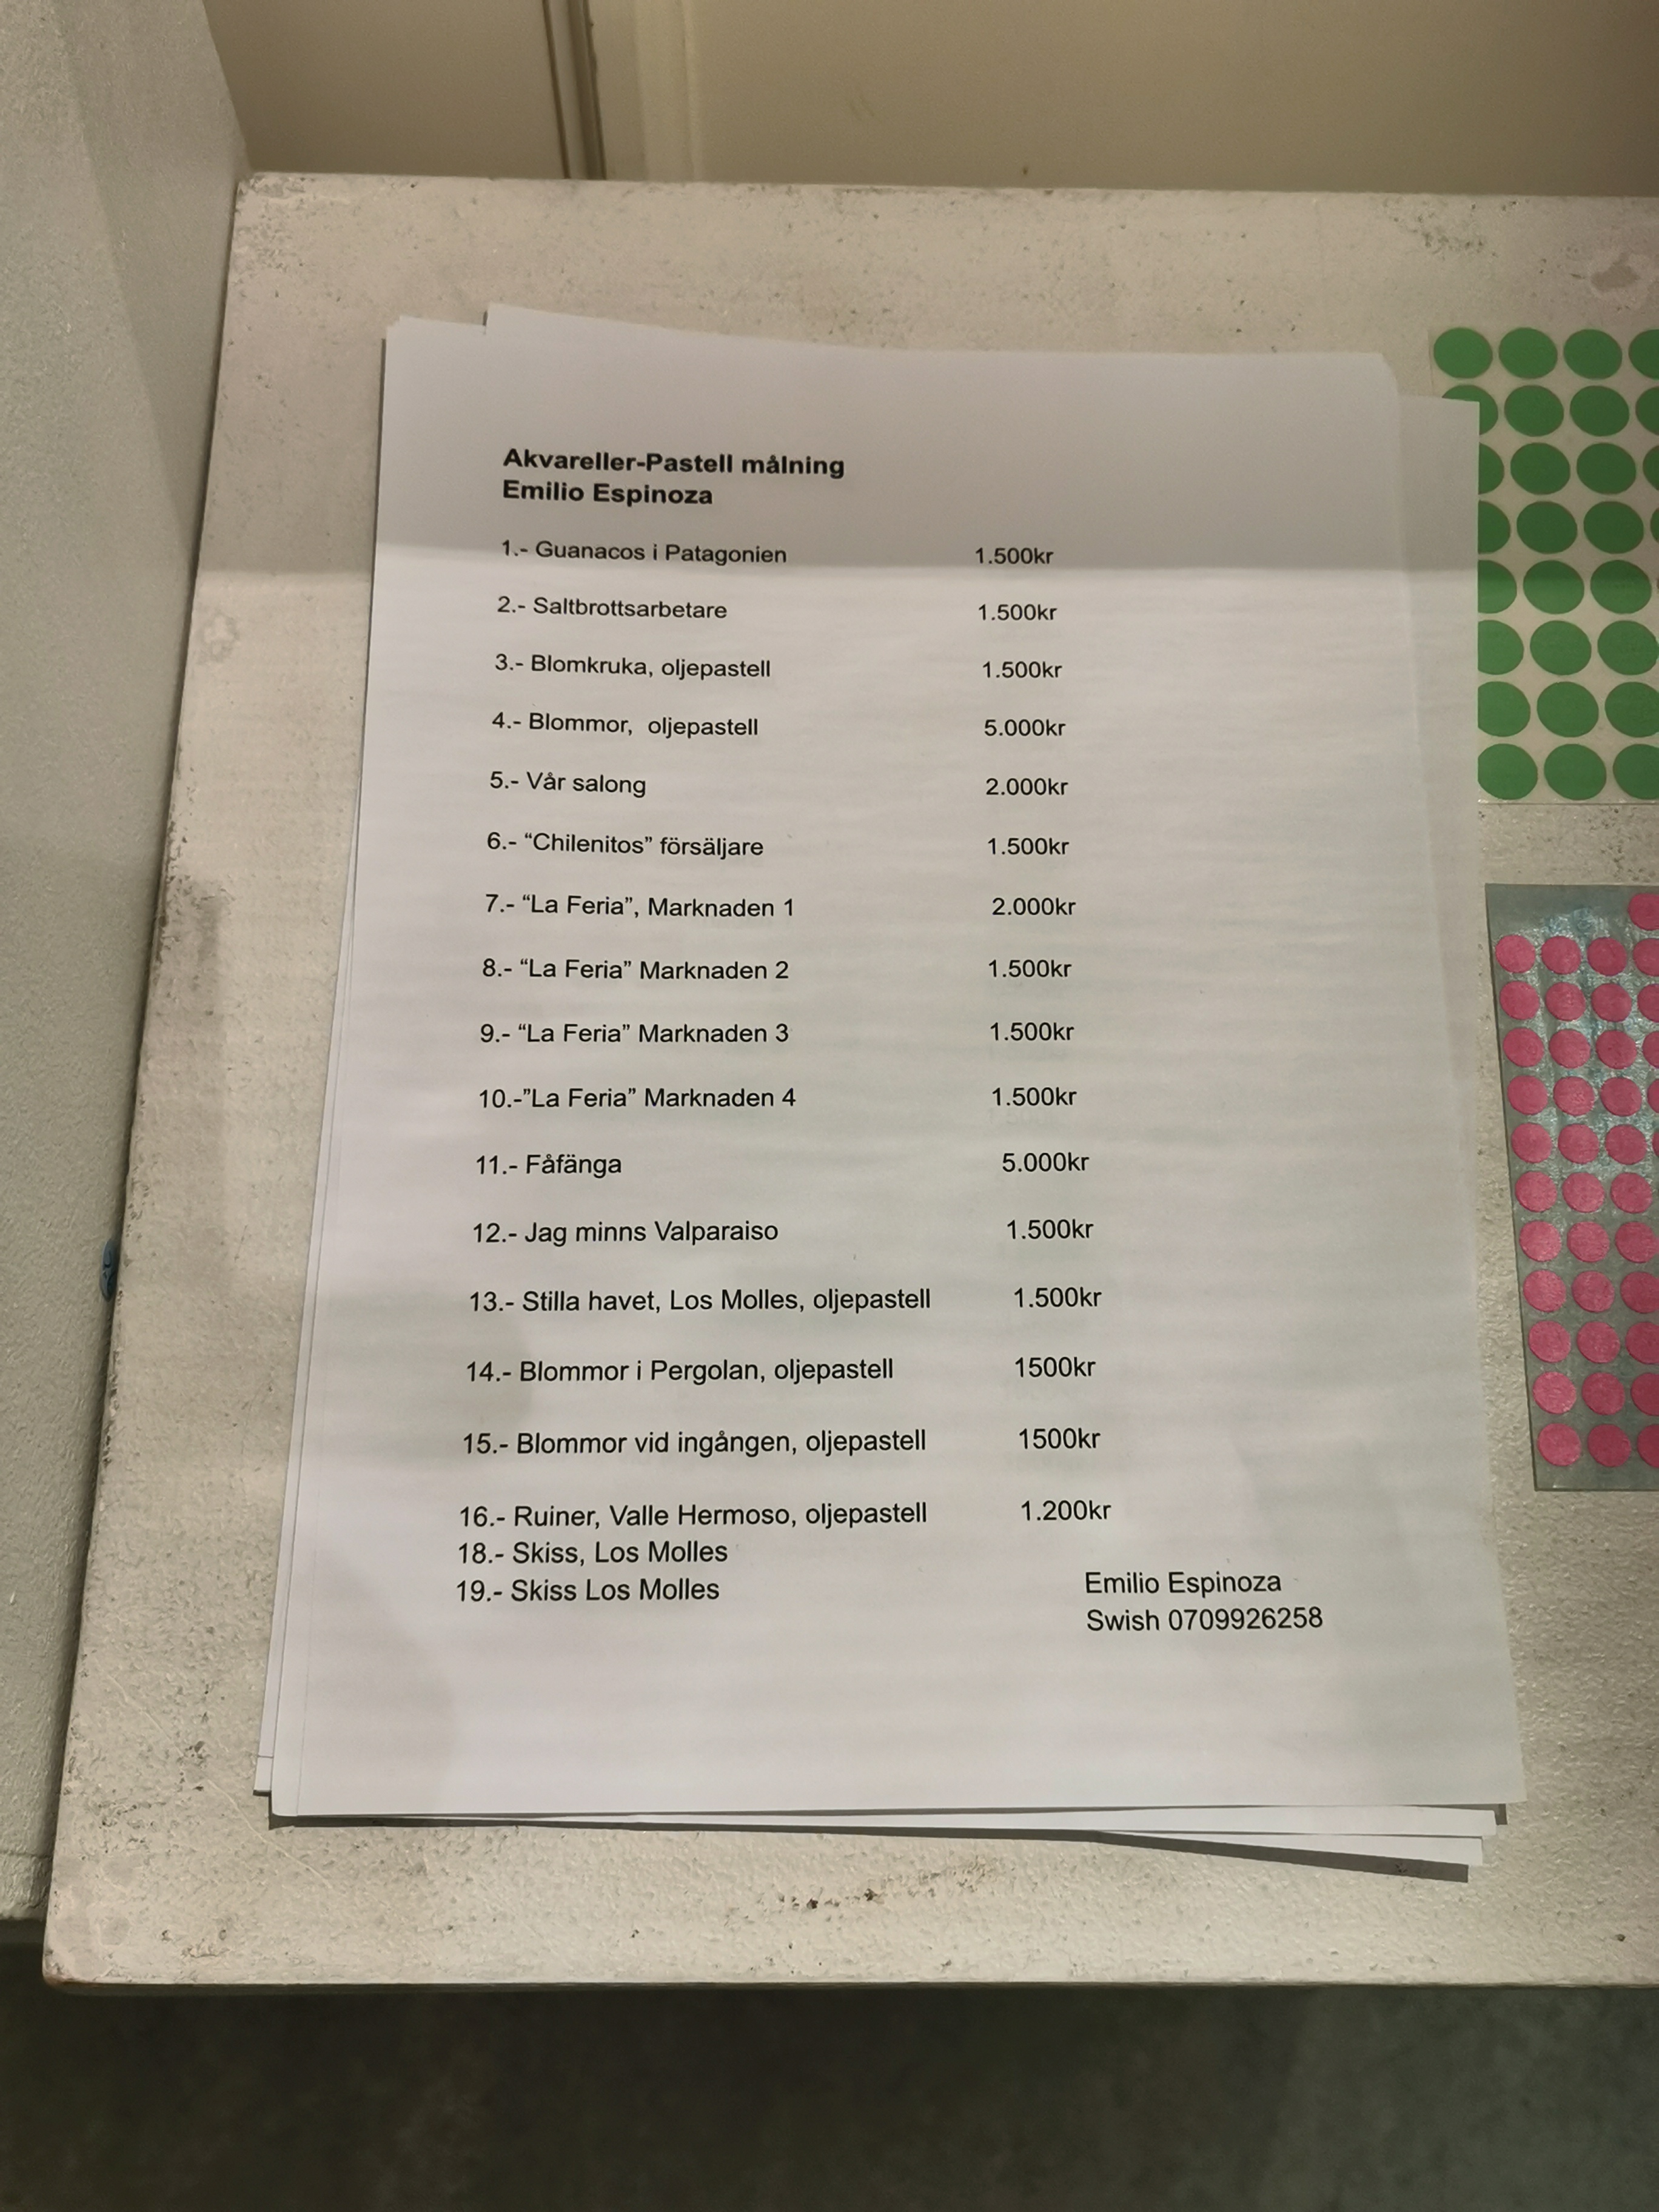 Akvareller-Pastell målning
Emilio Espinoza
1.- Guanacos i Patagonien 1.500kr
2.- Saltbrottsarbetare 1.500kr
3.- Blomkruka, oljepastell 1.500kr
4.- Blommor, oljepastell 5.000kr
5.- Vår salong 2.000kr
6.- “Chilenitos” försäljare 1.500kr
7.- “La Feria”, Marknaden 1 2.000kr
8.- “La Feria” Marknaden 2 1.500kr
9.- “La Feria” Marknaden 3 1.500kr
10.-”La Feria” Marknaden 4 1.500kr
11.- Fåfänga 5.000kr
12.- Jag minns Valparaiso 1.500kr
13.- Stilla havet, Los Molles, oljepastell 1.500kr
14.- Blommor i Pergolan, oljepastell 1500kr
15.- Blommor vid ingången, oljepastell 1500kr
16.- Ruiner, Valle Hermoso, oljepastell 1.200kr
18.- Skiss, Los Molles
19.- Skiss Los Molles
Emilio Espinoza
Swish 0709926258